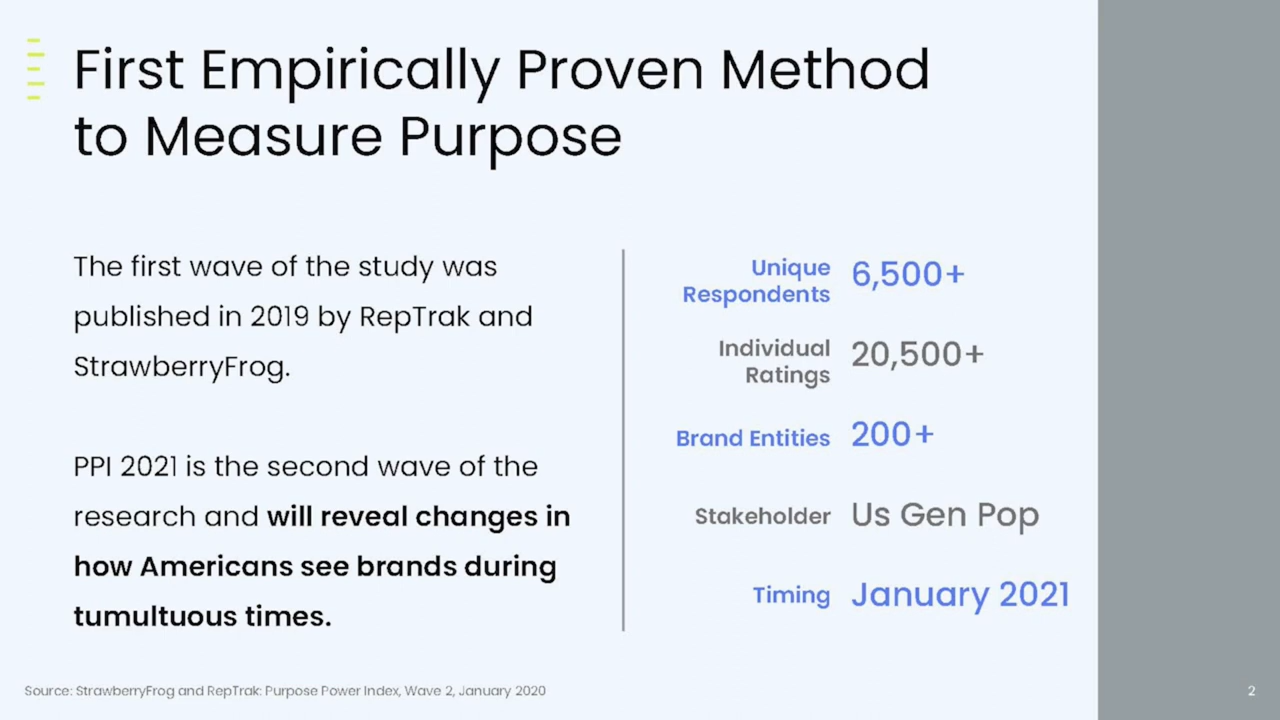 First Empirically Proven Method
to Measure Purpose
The first wave of the study was
published in 2019 by RepTrak and
StrawberryFrog.
PPI 2021 is the second wave of the
research and will reveal changes in
how Americans see brands during
tumultuous times.
Unique
Respondents
6,500+
Individual
Ratings
20,500+
Brand Entities
200+
Stakeholder
Us Gen Pop
Timing
January 2021
Source: StrawberryFrog and RepTrak: Purpose Power Index, Wave 2, January 2020
2